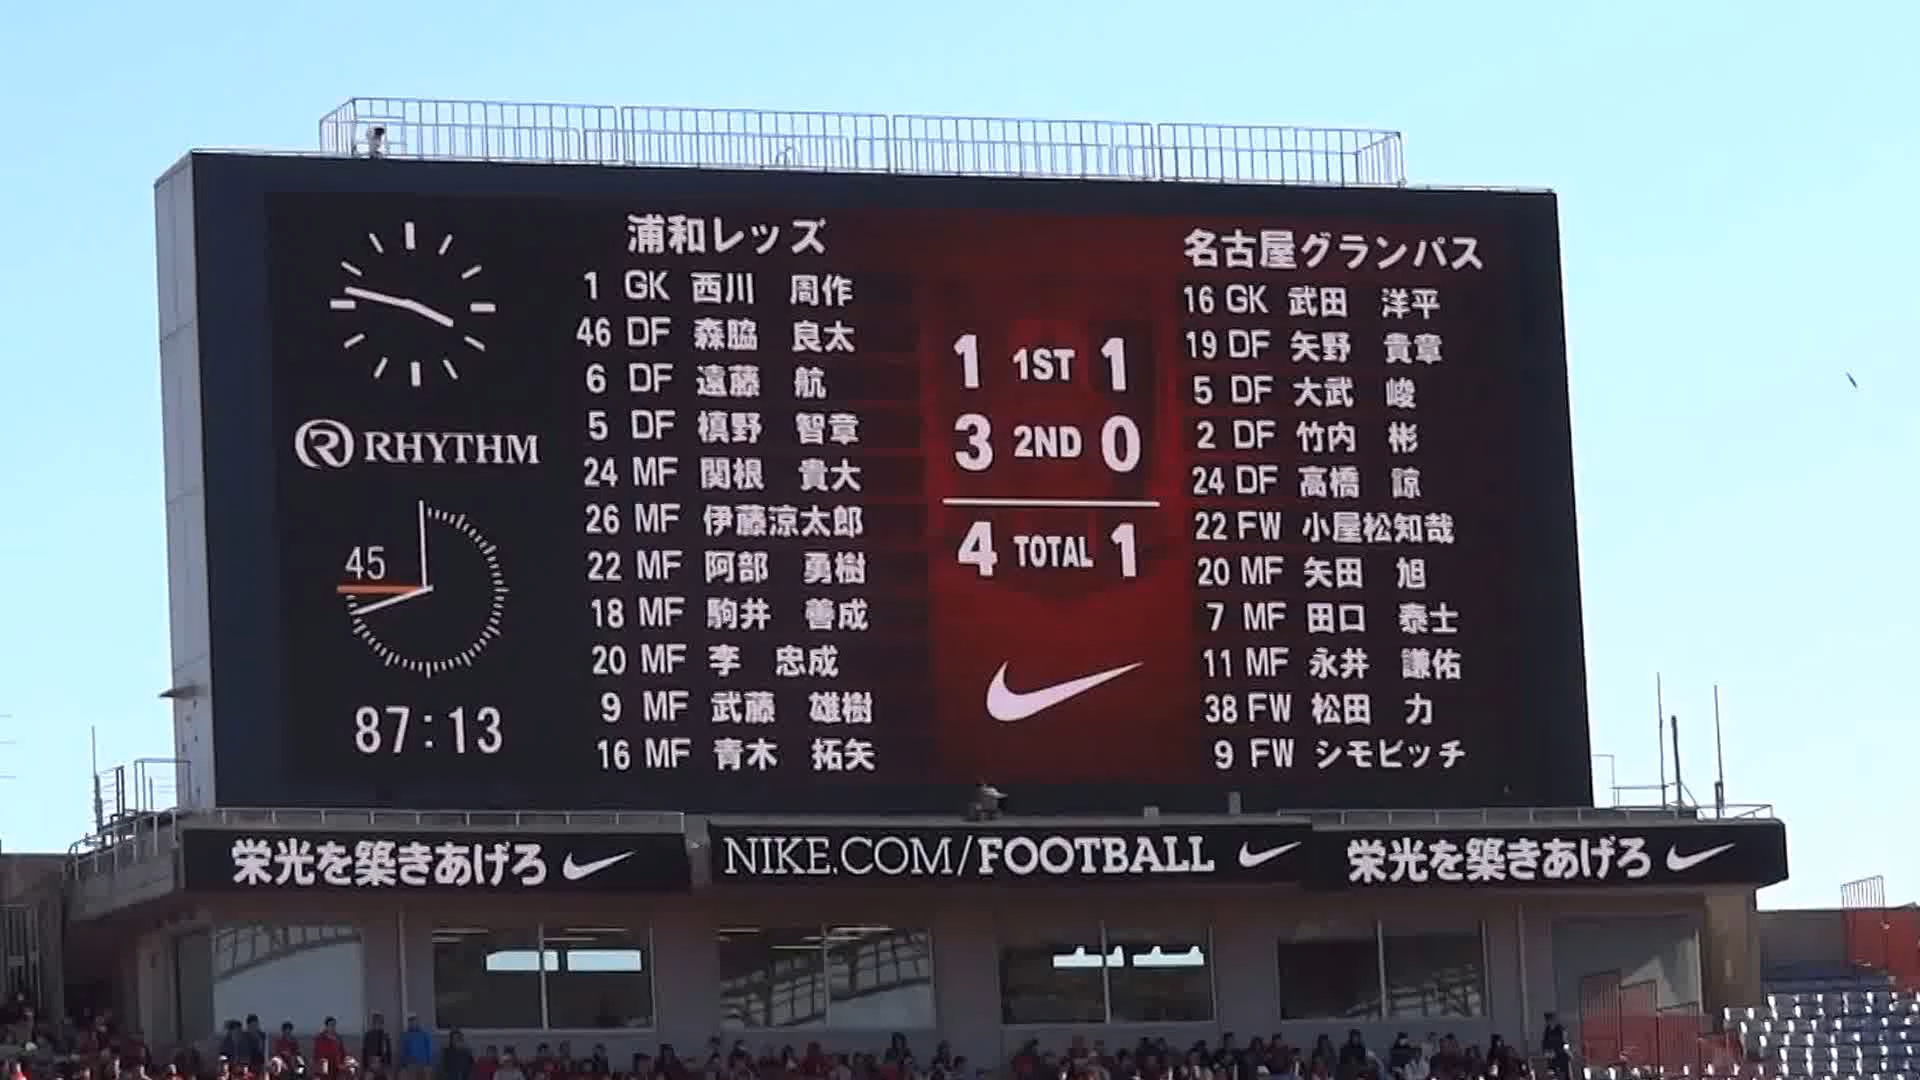 浦和レッズ
1 GK 西川 周作
46 DF 森脇 良太
6 DF 遠藤 航
5 DF 槙野 智章
24 MF 関根 貴大
26 MF 伊藤涼太郎
22 MF 阿部 勇樹
18 MF 駒井 善成
20 MF 李 忠成
9 MF 武藤 雄樹
16 MF 青木 拓矢
RHYTHM
45
87:13
1 1ST 1
3 2ND 0
4 TOTAL 1
名古屋グランパス
16 GK 武田 洋平
19 DF 矢野 貴章
5 DF 大武 峻
2 DF 竹内 彬
24 DF 高橋 諒
22 FW 小屋松知哉
20 MF 矢田 旭
7 MF 田口 泰士
11 MF 永井 謙佑
38 FW 松田 力
9 FW シモビッチ
栄光を築きあげろ
NIKE.COM/FOOTBALL
栄光を築きあげろ